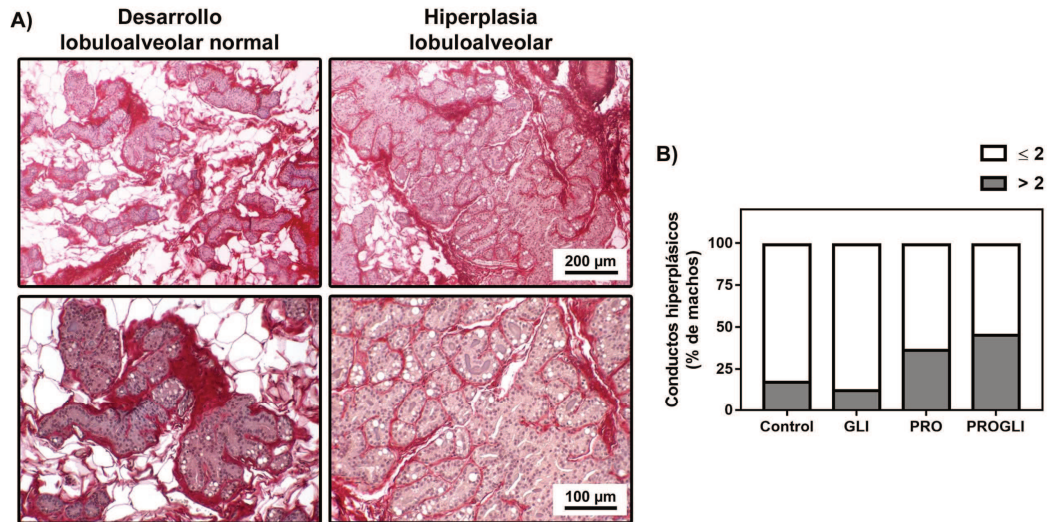 A)
Desarrollo
lobuloalveolar normal
Hiperplasia
lobuloalveolar
200 µm
100 µm
B)
≤ 2
> 2
Conductos hiperplásicos
(% de machos)
100
75
50
25
0
Control
GLI
PRO
PROGLI